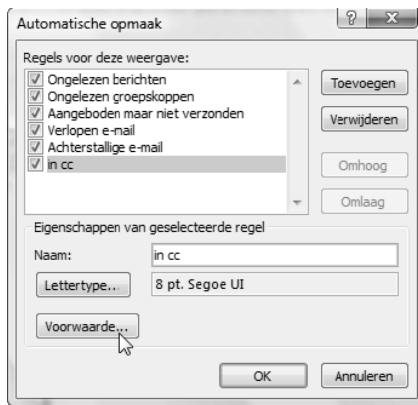 Automatische opmaak
Regels voor deze weergave:
Ongelezen berichten
Ongelezen groepskoppen
Aangeboden maar niet verzonden
Verlopen e-mail
Achterstallige e-mail
in cc
Toevoegen
Verwijderen
Omhoog
Omlaag
Eigenschappen van geselecteerde regel
Naam: in cc
Lettertype... 8 pt. Segoe UI
Voorwaarde...
OK Annuleren